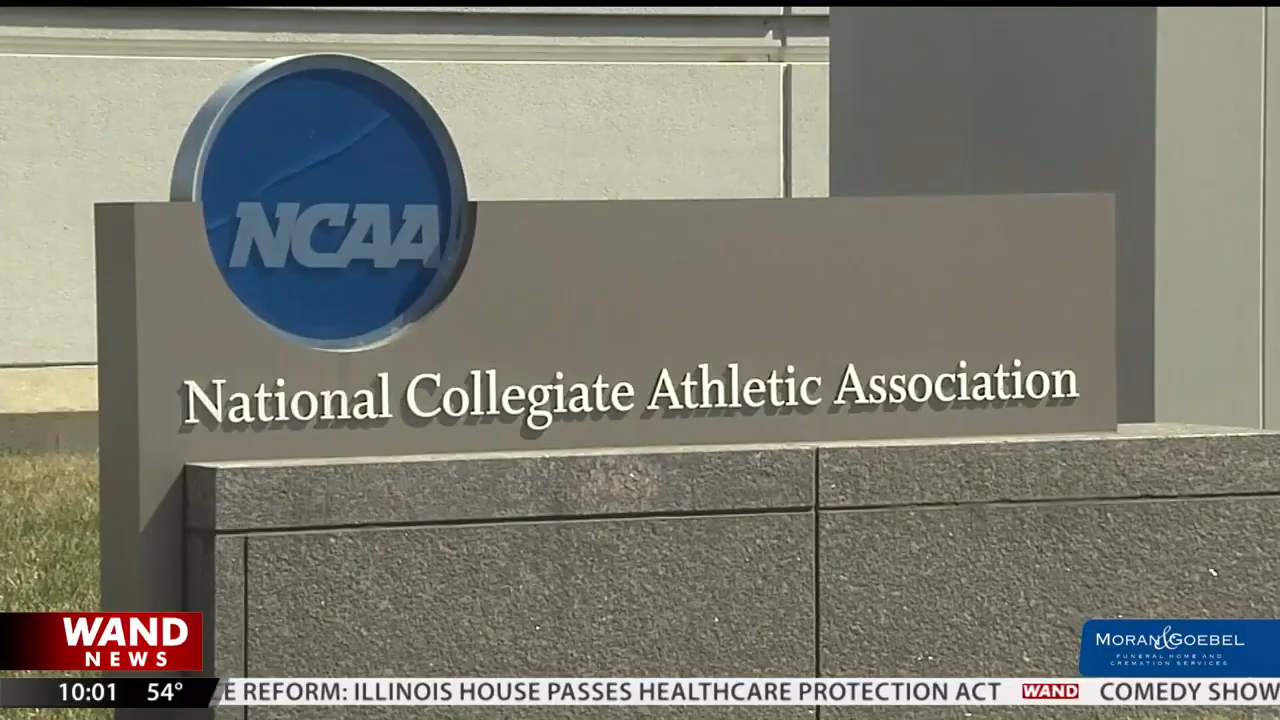 NCAA
National Collegiate Athletic Association
WAND
NEWS
MORAN & GOEBEL
FUNERAL HOME AND
CREMATION SERVICES
10:01 54° E REFORM: ILLINOIS HOUSE PASSES HEALTHCARE PROTECTION ACT WAND COMEDY SHOW